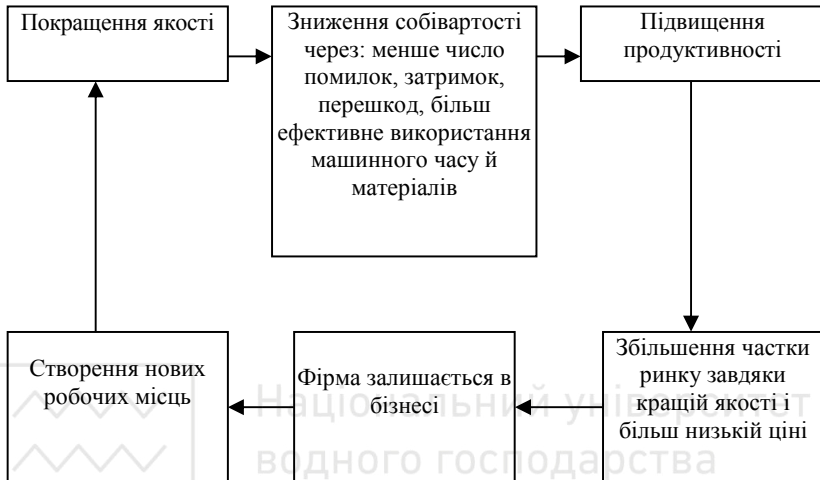 Покращення якості
Зниження собівартості
через: менше число
помилок, затримок,
перешкод, більш
ефективне використання
машинного часу й
матеріалів
Підвищення
продуктивності
Збільшення частки
ринку завдяки
кращій якості і
більш низькій ціні
Фірма залишається в
бізнесі
Створення нових
робочих місць
Національний університет
водного господарства